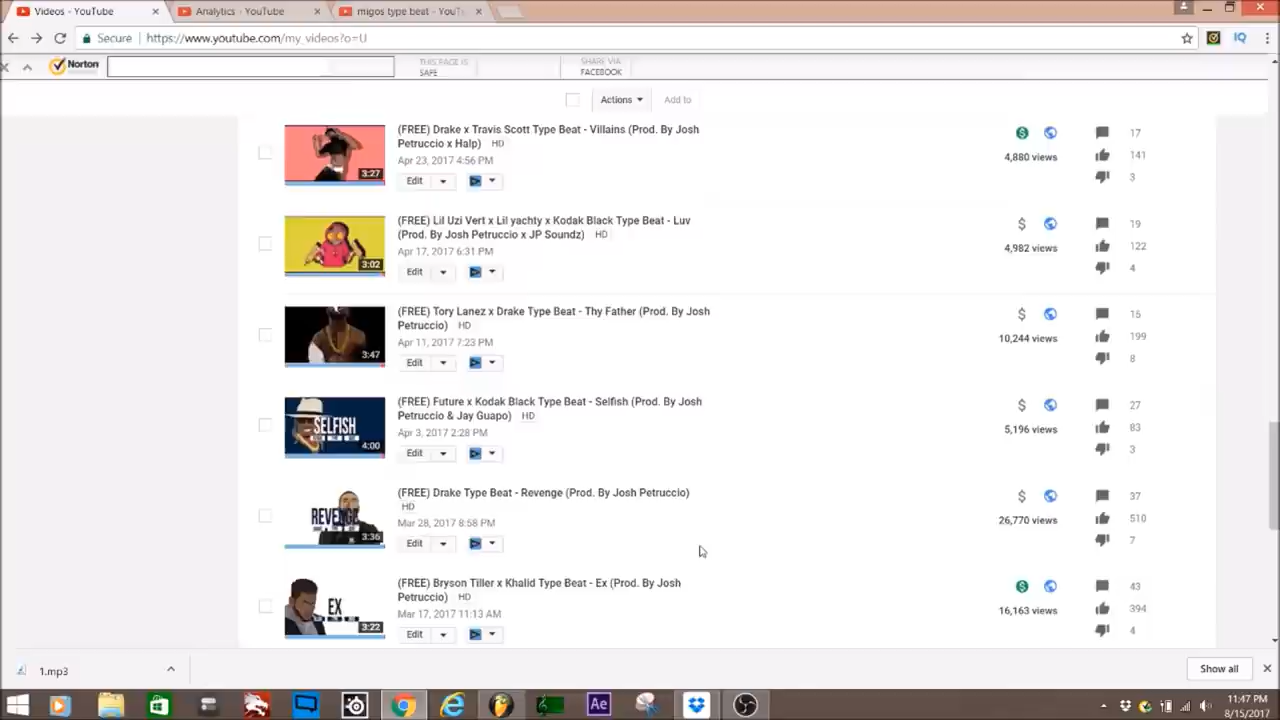 Videos - YouTube
Analytics - YouTube
migos type beat - YouT
Secure
https://www.youtube.com/my_videos?o=U
IQ
Norton
THIS PAGE IS
SAFE
SHARE VIA
FACEBOOK
Actions
Add to
(FREE) Drake x Travis Scott Type Beat - Villains (Prod. By Josh
Petruccio x Halp) HD
Apr 23, 2017 4:56 PM
3:27
Edit
4,880 views
17
141
3
(FREE) Lil Uzi Vert x Lil yachty x Kodak Black Type Beat - Luv
(Prod. By Josh Petruccio x JP Soundz) HD
Apr 17, 2017 6:31 PM
3:02
Edit
$
4,982 views
19
122
4
(FREE) Tory Lanez x Drake Type Beat - Thy Father (Prod. By Josh
Petruccio) HD
Apr 11, 2017 7:23 PM
3:47
Edit
$
10,244 views
15
199
8
(FREE) Future x Kodak Black Type Beat - Selfish (Prod. By Josh
Petruccio & Jay Guapo) HD
Apr 3, 2017 2:28 PM
SELFISH
4:00
Edit
$
5,196 views
27
83
3
(FREE) Drake Type Beat - Revenge (Prod. By Josh Petruccio)
HD
Mar 28, 2017 8:58 PM
REVENGE
3:36
Edit
$
26,770 views
37
510
7
(FREE) Bryson Tiller x Khalid Type Beat - Ex (Prod. By Josh
Petruccio) HD
Mar 17, 2017 11:13 AM
EX
3:22
Edit
16,163 views
43
394
4
1.mp3
Show all
Ae
11:47 PM
8/15/2017